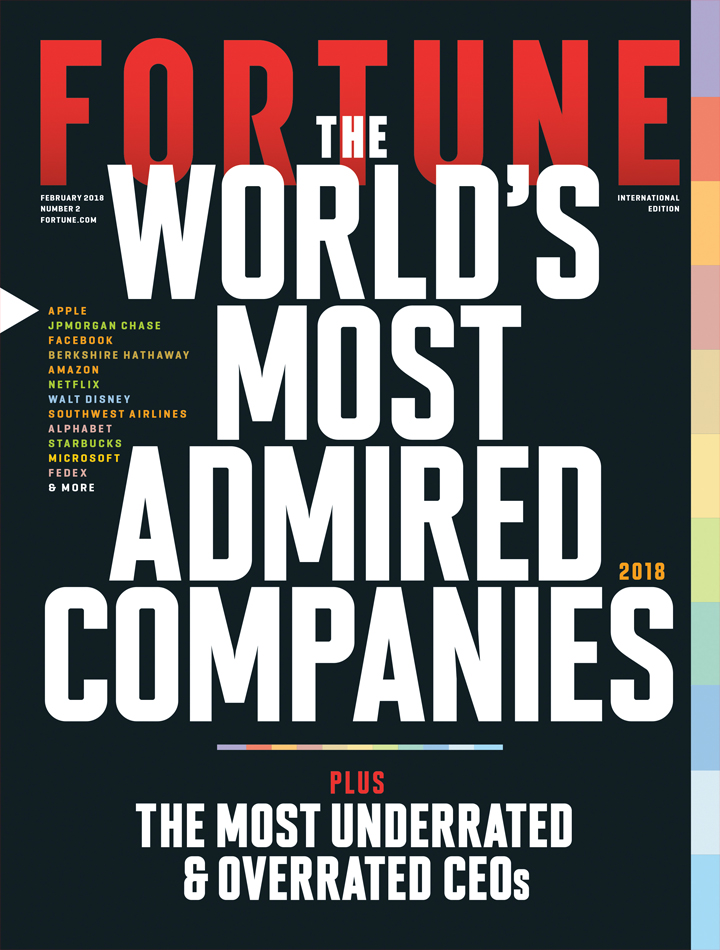 FORTUNE
THE
WORLD'S
MOST
ADMIRED
COMPANIES
2018
FEBRUARY 2018
NUMBER 2
FORTUNE.COM
INTERNATIONAL
EDITION
APPLE
JPMORGAN CHASE
FACEBOOK
BERKSHIRE HATHAWAY
AMAZON
NETFLIX
WALT DISNEY
SOUTHWEST AIRLINES
ALPHABET
STARBUCKS
MICROSOFT
FEDEX
& MORE
PLUS
THE MOST UNDERRATED
& OVERRATED CEOs